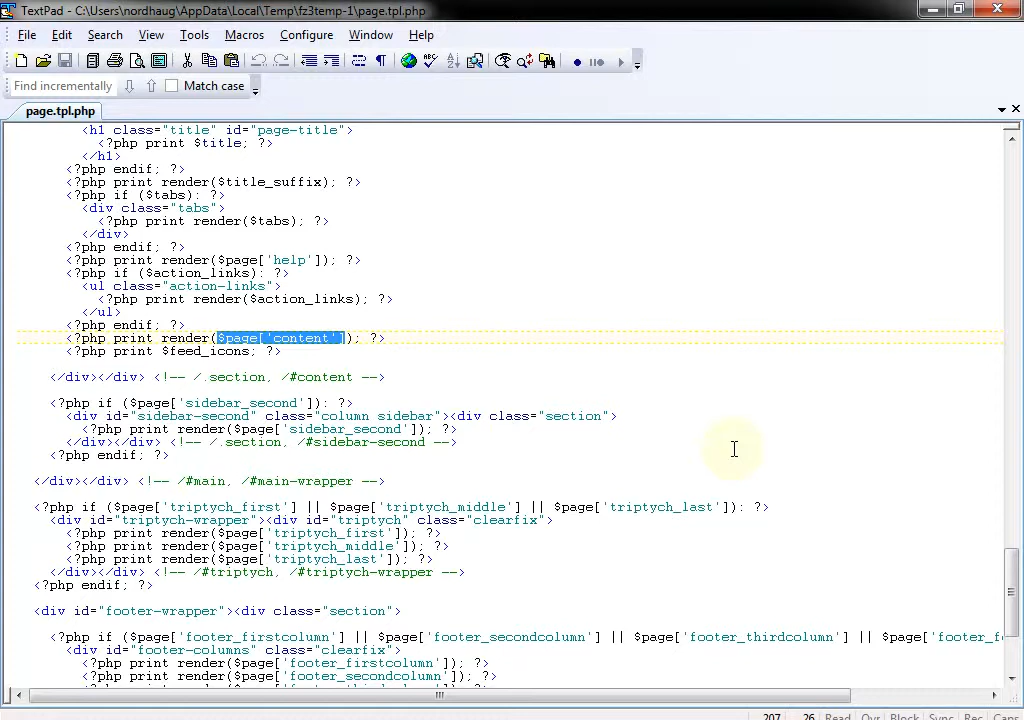 TextPad - C:\Users\nordhaug\AppData\Local\Temp\fz3temp-1\page.tpl.php
File Edit Search View Tools Macros Configure Window Help
Find incrementally Match case
page.tpl.php
<h1 class="title" id="page-title">
<?php print $title; ?>
</h1>
<?php endif; ?>
<?php print render($title_suffix); ?>
<?php if ($tabs): ?>
<div class="tabs">
<?php print render($tabs); ?>
</div>
<?php endif; ?>
<?php print render($page['help']); ?>
<?php if ($action_links): ?>
<ul class="action-links">
<?php print render($action_links); ?>
</ul>
<?php endif; ?>
<?php print render($page['content']); ?>
<?php print $feed_icons; ?>
</div></div> <!-- /.section, /#content -->
<?php if ($page['sidebar_second']): ?>
<div id="sidebar-second" class="column sidebar"><div class="section">
<?php print render($page['sidebar_second']); ?>
</div></div> <!-- /.section, /#sidebar-second -->
<?php endif; ?>
</div></div> <!-- /#main, /#main-wrapper -->
<?php if ($page['triptych_first'] || $page['triptych_middle'] || $page['triptych_last']): ?>
<div id="triptych-wrapper"><div id="triptych" class="clearfix">
<?php print render($page['triptych_first']); ?>
<?php print render($page['triptych_middle']); ?>
<?php print render($page['triptych_last']); ?>
</div></div> <!-- /#triptych, /#triptych-wrapper -->
<?php endif; ?>
<div id="footer-wrapper"><div class="section">
<?php if ($page['footer_firstcolumn'] || $page['footer_secondcolumn'] || $page['footer_thirdcolumn'] || $page['footer_f
<div id="footer-columns" class="clearfix">
<?php print render($page['footer_firstcolumn']); ?>
<?php print render($page['footer_secondcolumn']); ?>
207 26 Read Ovr Block Sync Rec Caps